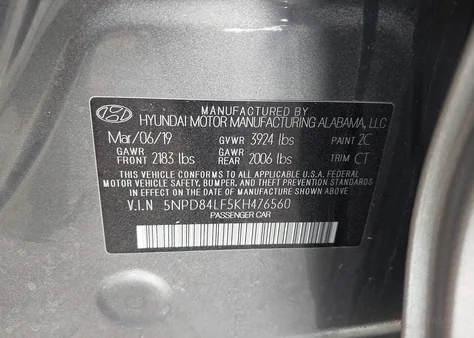 MANUFACTURED BY
HYUNDAI MOTOR MANUFACTURING ALABAMA, LLC
Mar/06/19 GVWR 3924 lbs PAINT 2C
GAWR FRONT 2183 lbs GAWR REAR 2006 lbs TRIM CT
THIS VEHICLE CONFORMS TO ALL APPLICABLE U.S.A. FEDERAL
MOTOR VEHICLE SAFETY, BUMPER, AND THEFT PREVENTION
STANDARDS IN EFFECT ON THE DATE OF MANUFACTURE SHOWN ABOVE
V.I.N 5NPD84LF5KH476560
PASSENGER CAR